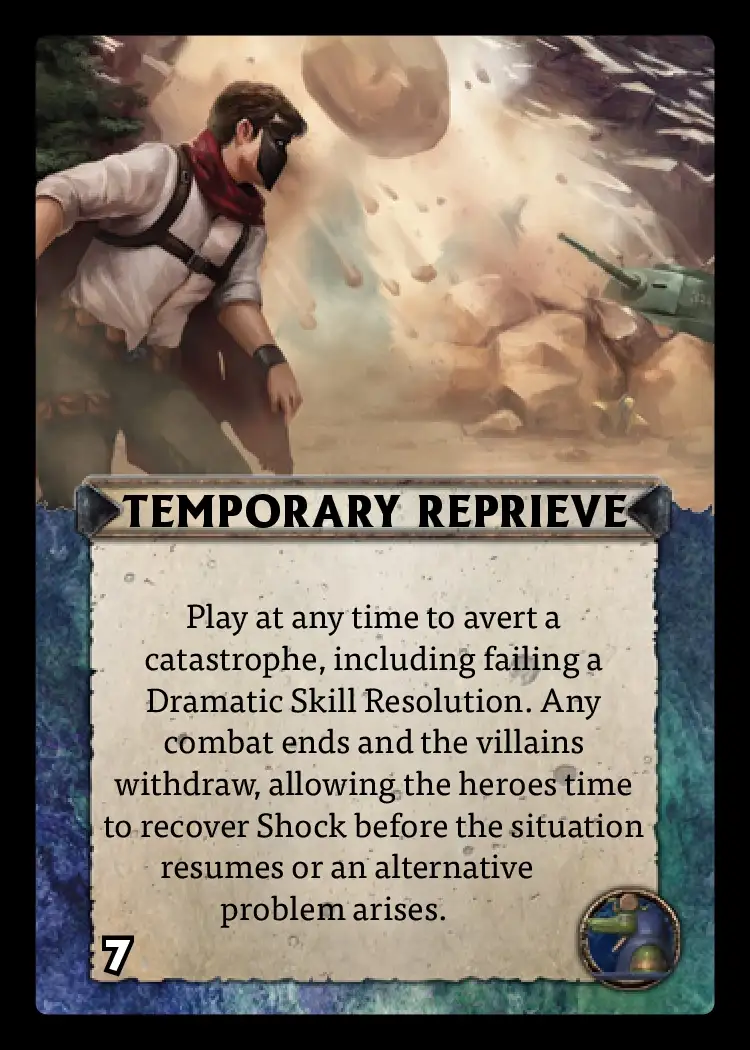 TEMPORARY REPRIEVE
Play at any time to avert a
catastrophe, including failing a
Dramatic Skill Resolution. Any
combat ends and the villains
withdraw, allowing the heroes time
to recover Shock before the situation
resumes or an alternative
problem arises.
7